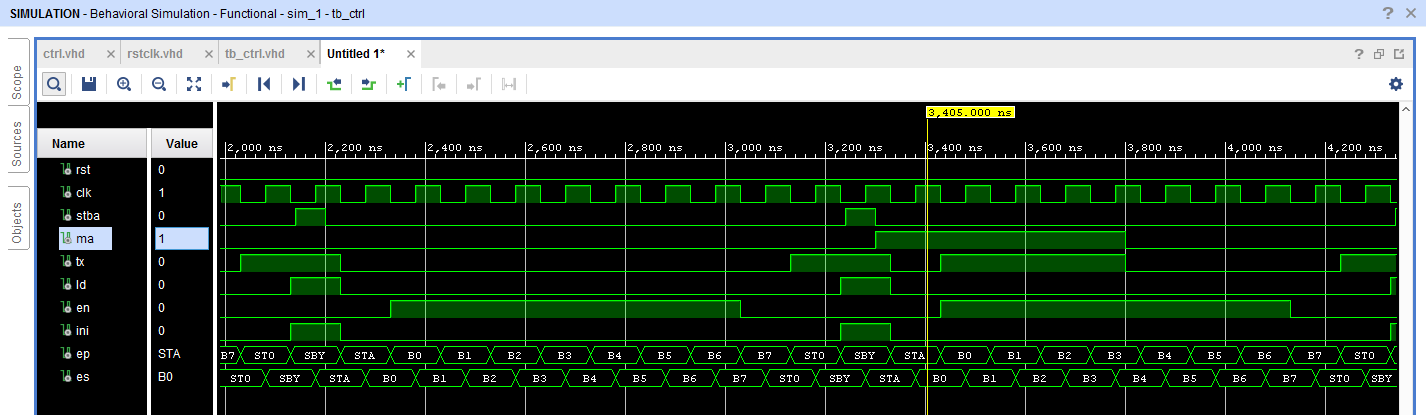 SIMULATION - Behavioral Simulation - Functional - sim_1 - tb_ctrl
ctrl.vhd rstclk.vhd tb_ctrl.vhd Untitled 1*
Scope
Sources
Objects
3,405.000 ns
Name Value 2,000 ns 2,200 ns 2,400 ns 2,600 ns 2,800 ns 3,000 ns 3,200 ns 3,400 ns 3,600 ns 3,800 ns 4,000 ns 4,200 ns
rst 0
clk 1
stba 0
ma 1
tx 0
ld 0
en 0
ini 0
ep STA B7 ST0 SBY STA B0 B1 B2 B3 B4 B5 B6 B7 ST0 SBY STA B0 B1 B2 B3 B4 B5 B6 B7 ST0
es B0 ST0 SBY STA B0 B1 B2 B3 B4 B5 B6 B7 ST0 SBY STA B0 B1 B2 B3 B4 B5 B6 B7 ST0 SBY